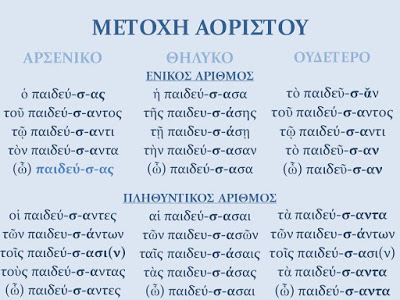 ΜΕΤΟΧΗ ΑΟΡΙΣΤΟΥ
ΑΡΣΕΝΙΚΟ ΘΗΛΥΚΟ ΟΥΔΕΤΕΡΟ
ΕΝΙΚΟΣ ΑΡΙΘΜΟΣ
ὁ παιδεύ-σ-ας ἡ παιδεύ-σ-ασα τὸ παιδεῦ-σ-ᾰν
τοῦ παιδεύ-σ-αντος τῆς παιδευ-σ-άσης τοῦ παιδεύ-σ-αντος
τῷ παιδεύ-σ-αντι τῇ παιδευ-σ-άσῃ τῷ παιδεύ-σ-αντι
τὸν παιδεύ-σ-αντα τὴν παιδεύ-σ-ασαν τὸ παιδεῦ-σ-αν
(ὦ) παιδεύ-σ-ας (ὦ) παιδεύ-σ-ασα (ὦ) παιδεῦ-σ-αν
ΠΛΗΘΥΝΤΙΚΟΣ ΑΡΙΘΜΟΣ
οἱ παιδεύ-σ-αντες αἱ παιδεύ-σ-ασαι τὰ παιδεύ-σ-αντα
τῶν παιδευ-σ-άντων τῶν παιδευ-σ-ασῶν τῶν παιδευ-σ-άντων
τοῖς παιδεύ-σ-ασι(ν) ταῖς παιδευ-σ-άσαις τοῖς παιδεύ-σ-ασι(ν)
τοὺς παιδεύ-σ-αντας τὰς παιδευ-σ-άσας τὰ παιδεύ-σ-αντα
(ὦ) παιδεύ-σ-αντες (ὦ) παιδεύ-σ-ασαι (ὦ) παιδεύ-σ-αντα